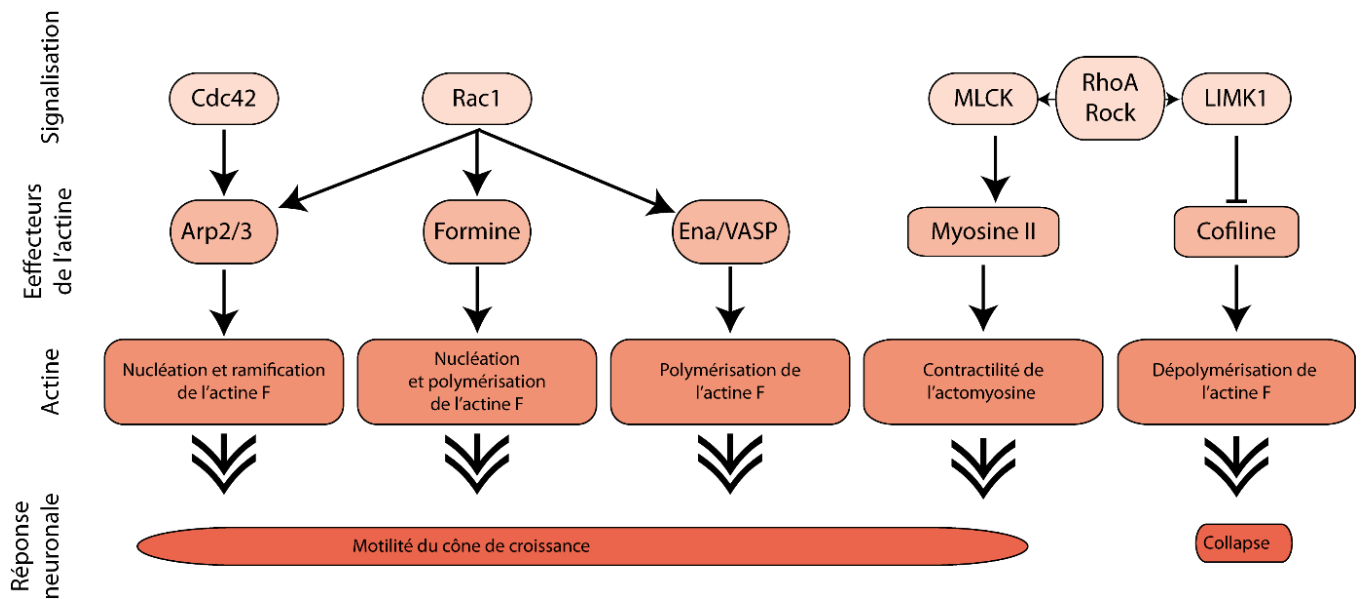 Signalisation
Cdc42
Rac1
MLCK
RhoA
Rock
LIMK1
Eeffecteurs
de l'actine
Arp2/3
Formine
Ena/VASP
Myosine II
Cofiline
Actine
Nucléation et ramification
de l'actine F
Nucléation
et polymérisation
de l'actine F
Polymérisation de
l'actine F
Contractilité de
l'actomyosine
Dépolymérisation de
l'actine F
Réponse
neuronale
Motilité du cône de croissance
Collapse